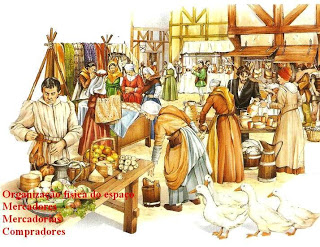 Organização física do espaço
Mercadores
Mercadorias
Compradores